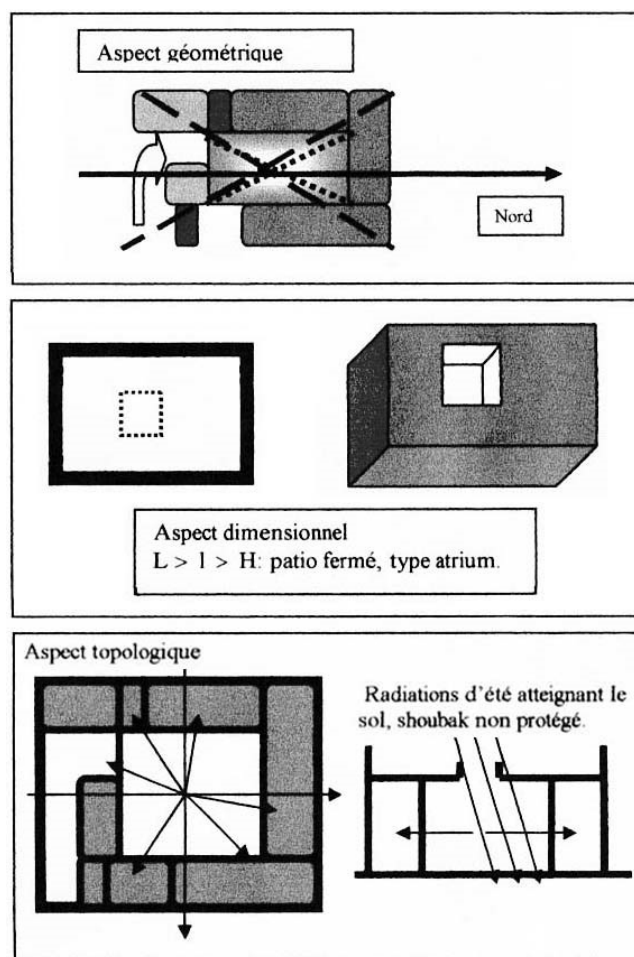 Aspect géométrique
Nord
Aspect dimensionnel
L > l > H: patio fermé, type atrium.
Aspect topologique
Radiations d'été atteignant le
sol, shoubak non protégé.